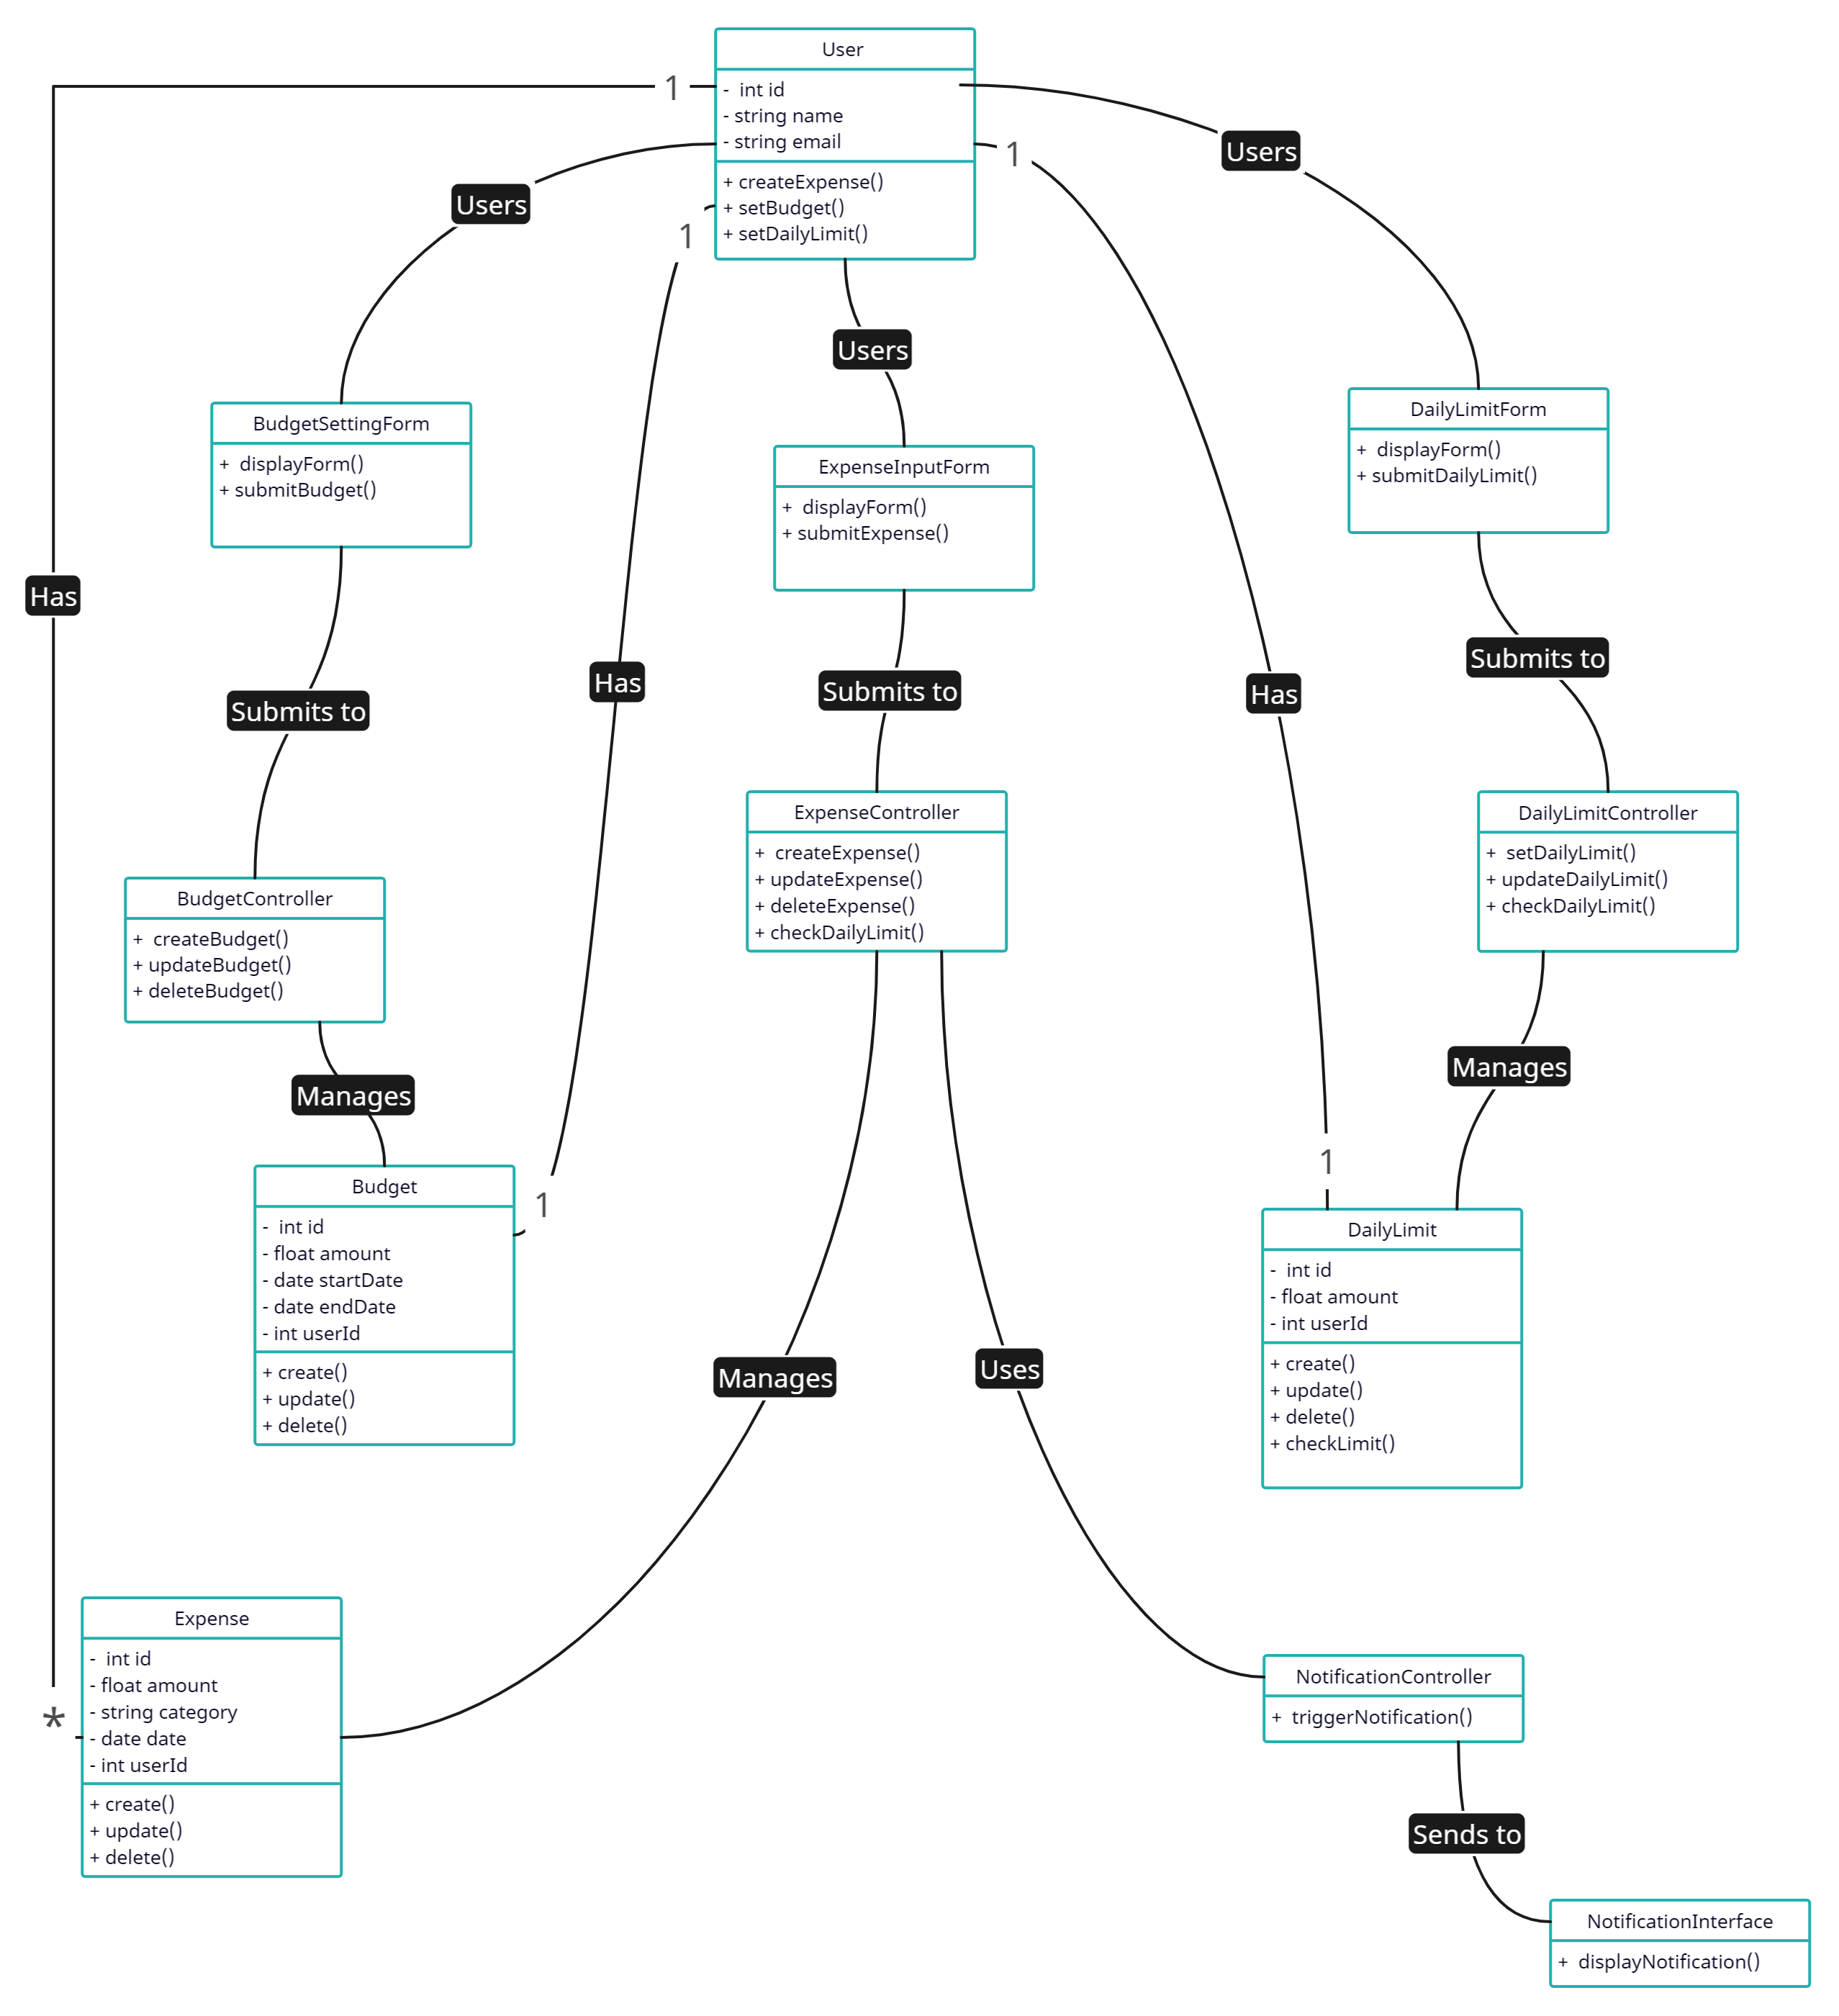 User
-  int id
- string name
- string email
+ createExpense()
+ setBudget()
+ setDailyLimit()
1
1
1
Users
Users
Users
BudgetSettingForm
+  displayForm()
+ submitBudget()
ExpenseInputForm
+  displayForm()
+ submitExpense()
DailyLimitForm
+  displayForm()
+ submitDailyLimit()
Has
Submits to
Has
Submits to
Has
Submits to
BudgetController
+  createBudget()
+ updateBudget()
+ deleteBudget()
ExpenseController
+  createExpense()
+ updateExpense()
+ deleteExpense()
+ checkDailyLimit()
DailyLimitController
+  setDailyLimit()
+ updateDailyLimit()
+ checkDailyLimit()
Manages
Manages
1
1
Budget
-  int id
- float amount
- date startDate
- date endDate
- int userId
+ create()
+ update()
+ delete()
DailyLimit
-  int id
- float amount
- int userId
+ create()
+ update()
+ delete()
+ checkLimit()
Manages
Uses
*
Expense
-  int id
- float amount
- string category
- date date
- int userId
+ create()
+ update()
+ delete()
NotificationController
+  triggerNotification()
Sends to
NotificationInterface
+  displayNotification()